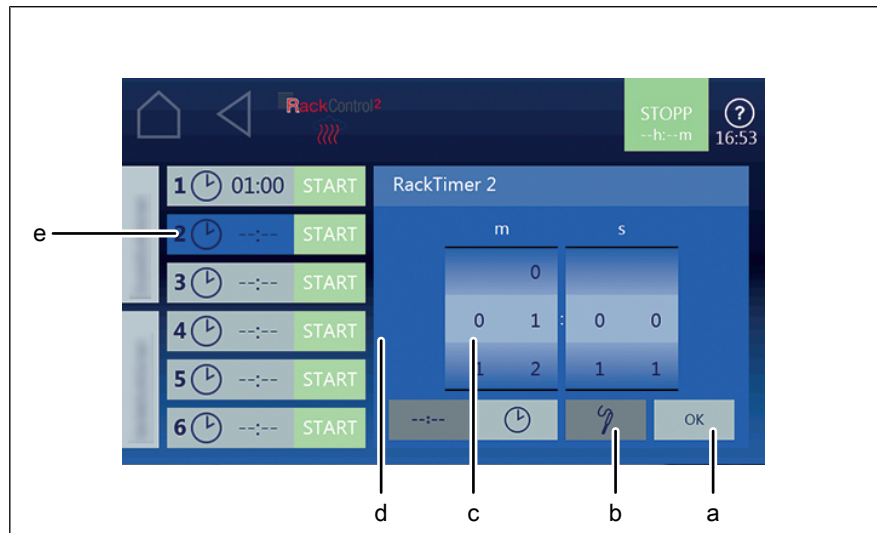 RackControl²
STOPP
--h:--m
?
16:53
1 01:00 START
RackTimer 2
2 --:-- START
3 --:-- START
4 --:-- START
5 --:-- START
6 --:-- START
m s
0
0 1 : 0 0
1 2 1 1
--:-- OK
e
d c b a